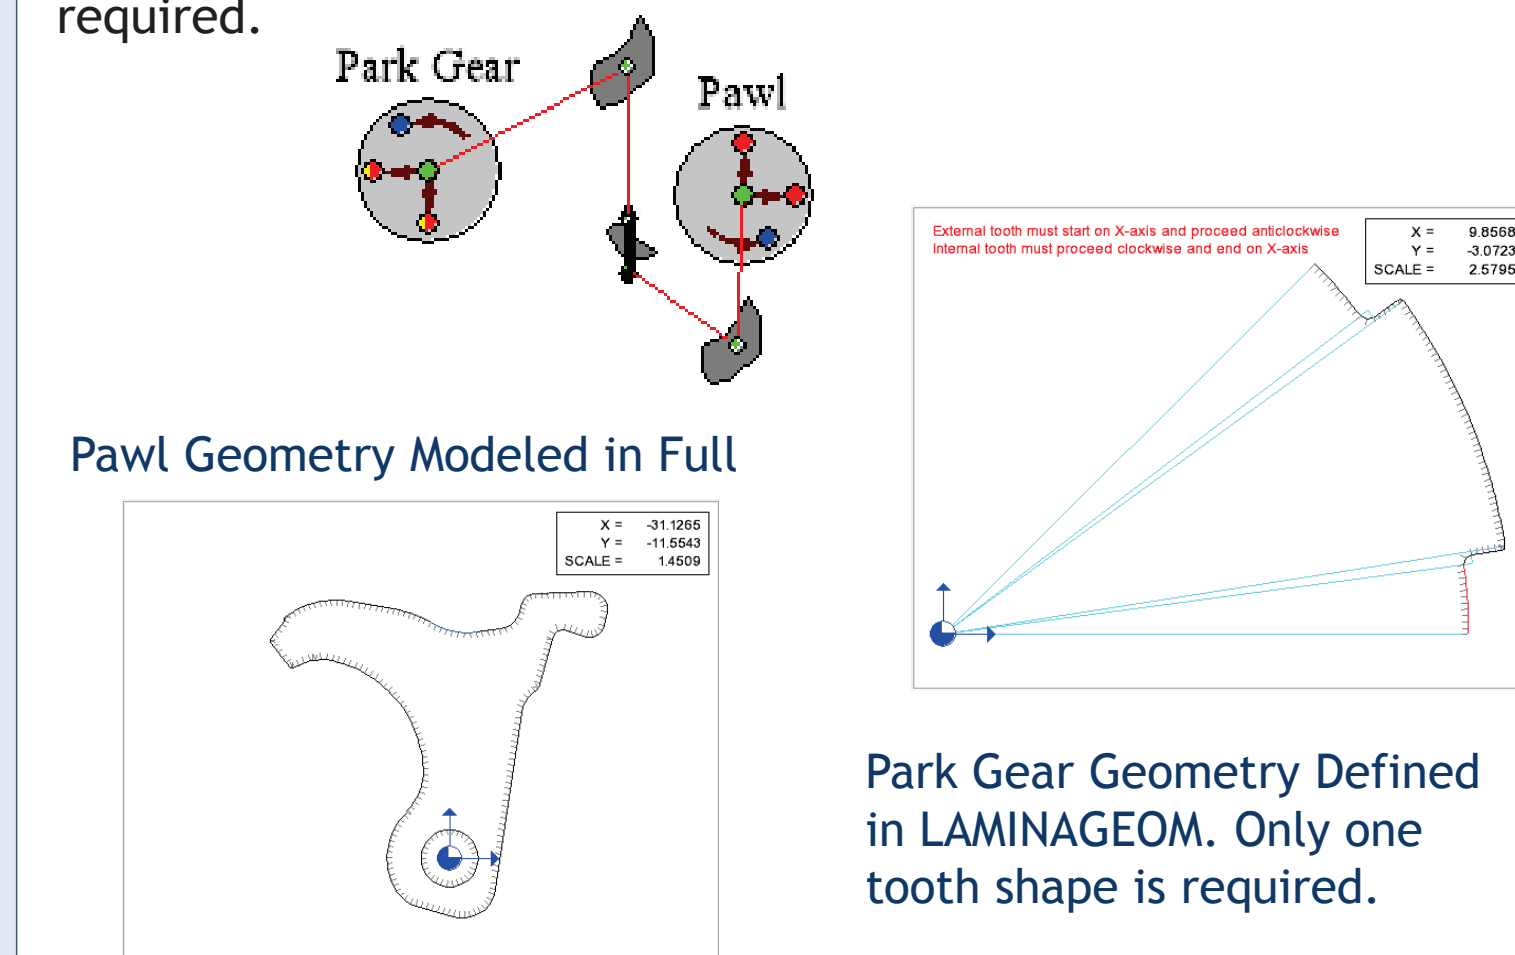 required.
Park Gear
Pawl
Pawl Geometry Modeled in Full
X = -31.1265
Y = -11.5543
SCALE = 1.4509
External tooth must start on X-axis and proceed anticlockwise
Internal tooth must proceed clockwise and end on X-axis
X = 9.8568
Y = -3.0723
SCALE = 2.5795
Park Gear Geometry Defined
in LAMINAGEOM. Only one
tooth shape is required.